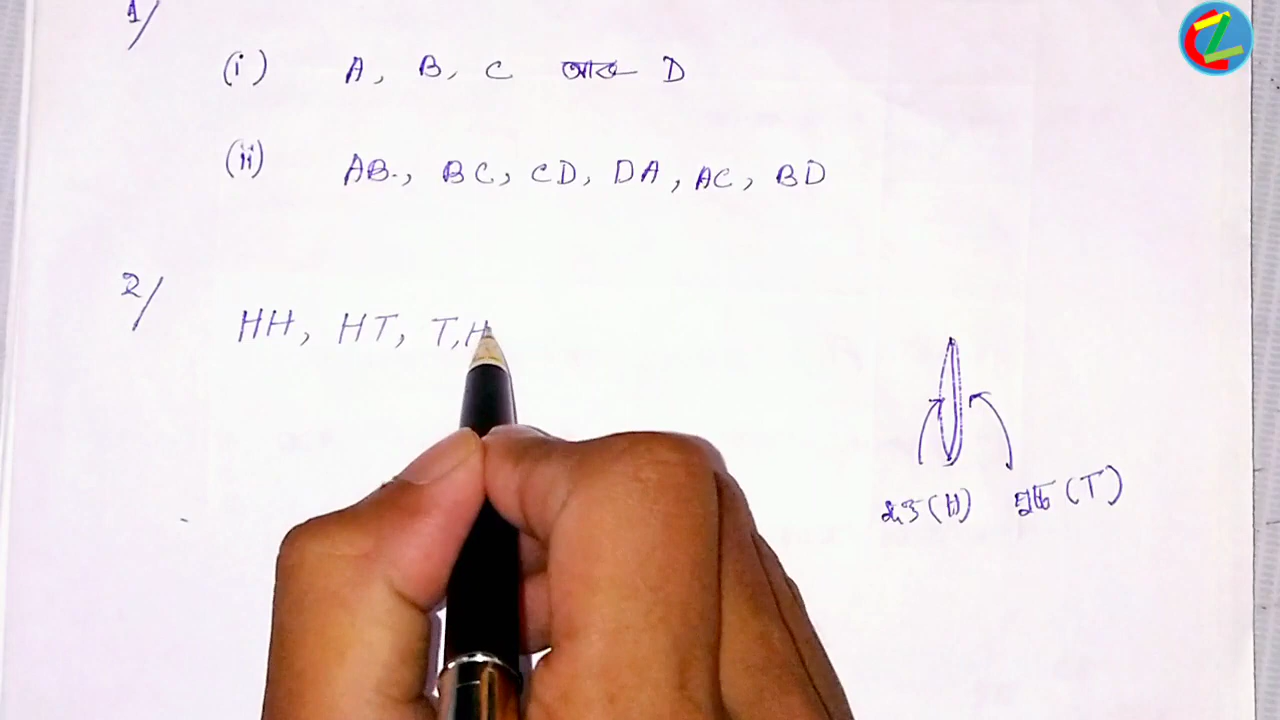 1/
(i) A, B, C আৰু D
(ii) AB., BC, CD, DA, AC, BD
2/
HH, HT, T,H
(H) (T)